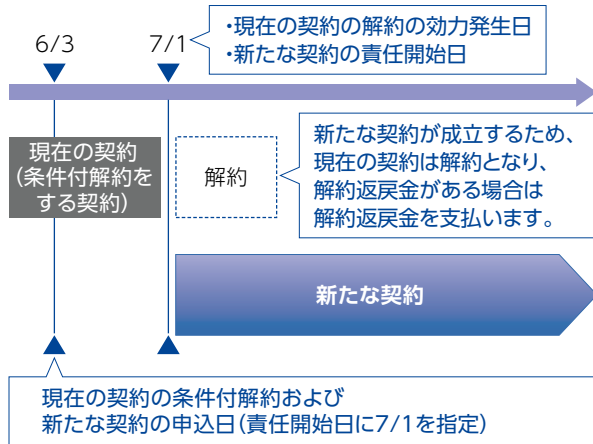 6/3
7/1
・現在の契約の解約の効力発生日
・新たな契約の責任開始日
現在の契約
(条件付解約を
する契約)
解約
新たな契約が成立するため、
現在の契約は解約となり、
解約返戻金がある場合は
解約返戻金を支払います。
新たな契約
現在の契約の条件付解約および
新たな契約の申込日(責任開始日に7/1を指定)